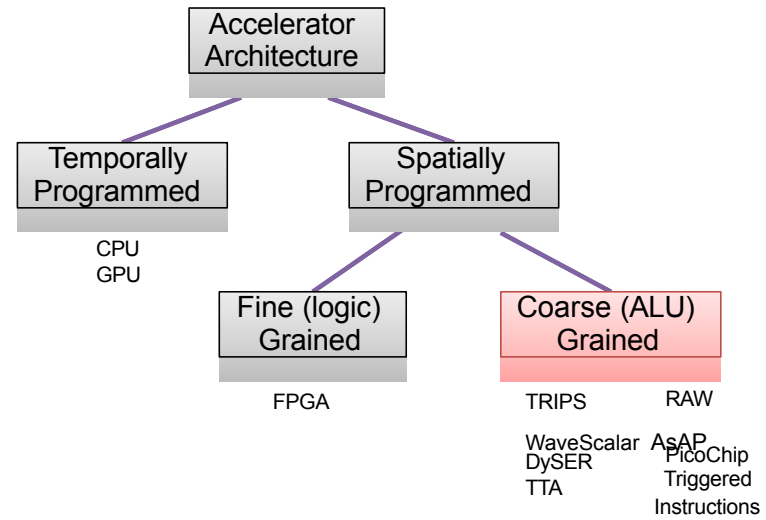 Accelerator
Architecture
Temporally
Programmed
Spatially
Programmed
CPU
GPU
Fine (logic)
Grained
Coarse (ALU)
Grained
FPGA
TRIPS
RAW
WaveScalar AsAP
DySER
PicoChip
TTA
Triggered
Instructions